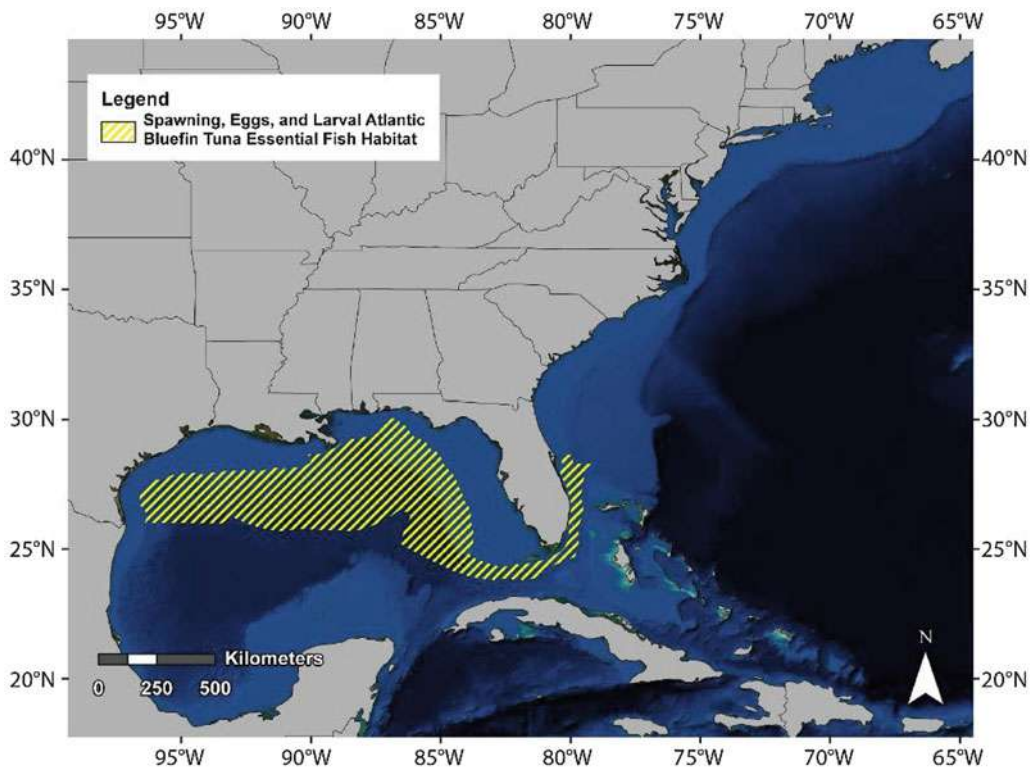 95°W 90°W 85°W 80°W 75°W 70°W 65°W
Legend
Spawning, Eggs, and Larval Atlantic
Bluefin Tuna Essential Fish Habitat
40°N 40°N
35°N 35°N
30°N 30°N
25°N 25°N
N
Kilometers
0 250 500
20°N 20°N
95°W 90°W 85°W 80°W 75°W 70°W 65°W